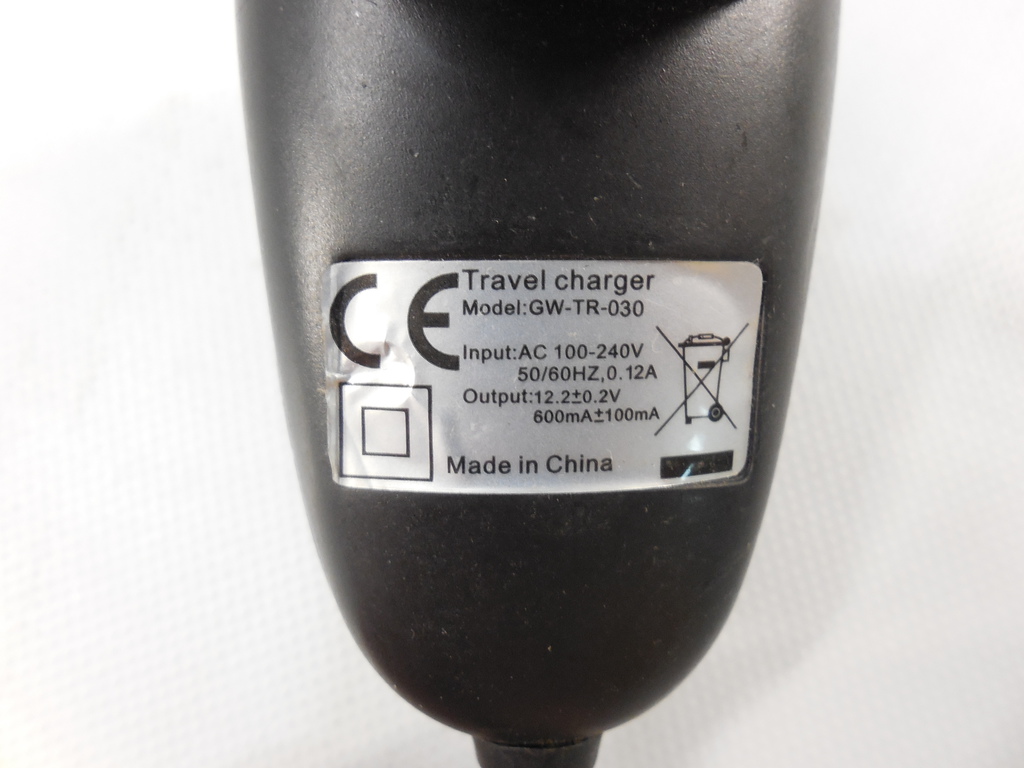 CE
Travel charger
Model:GW-TR-030
Input:AC 100-240V
50/60HZ,0.12A
Output:12.2±0.2V
600mA±100mA
Made in China